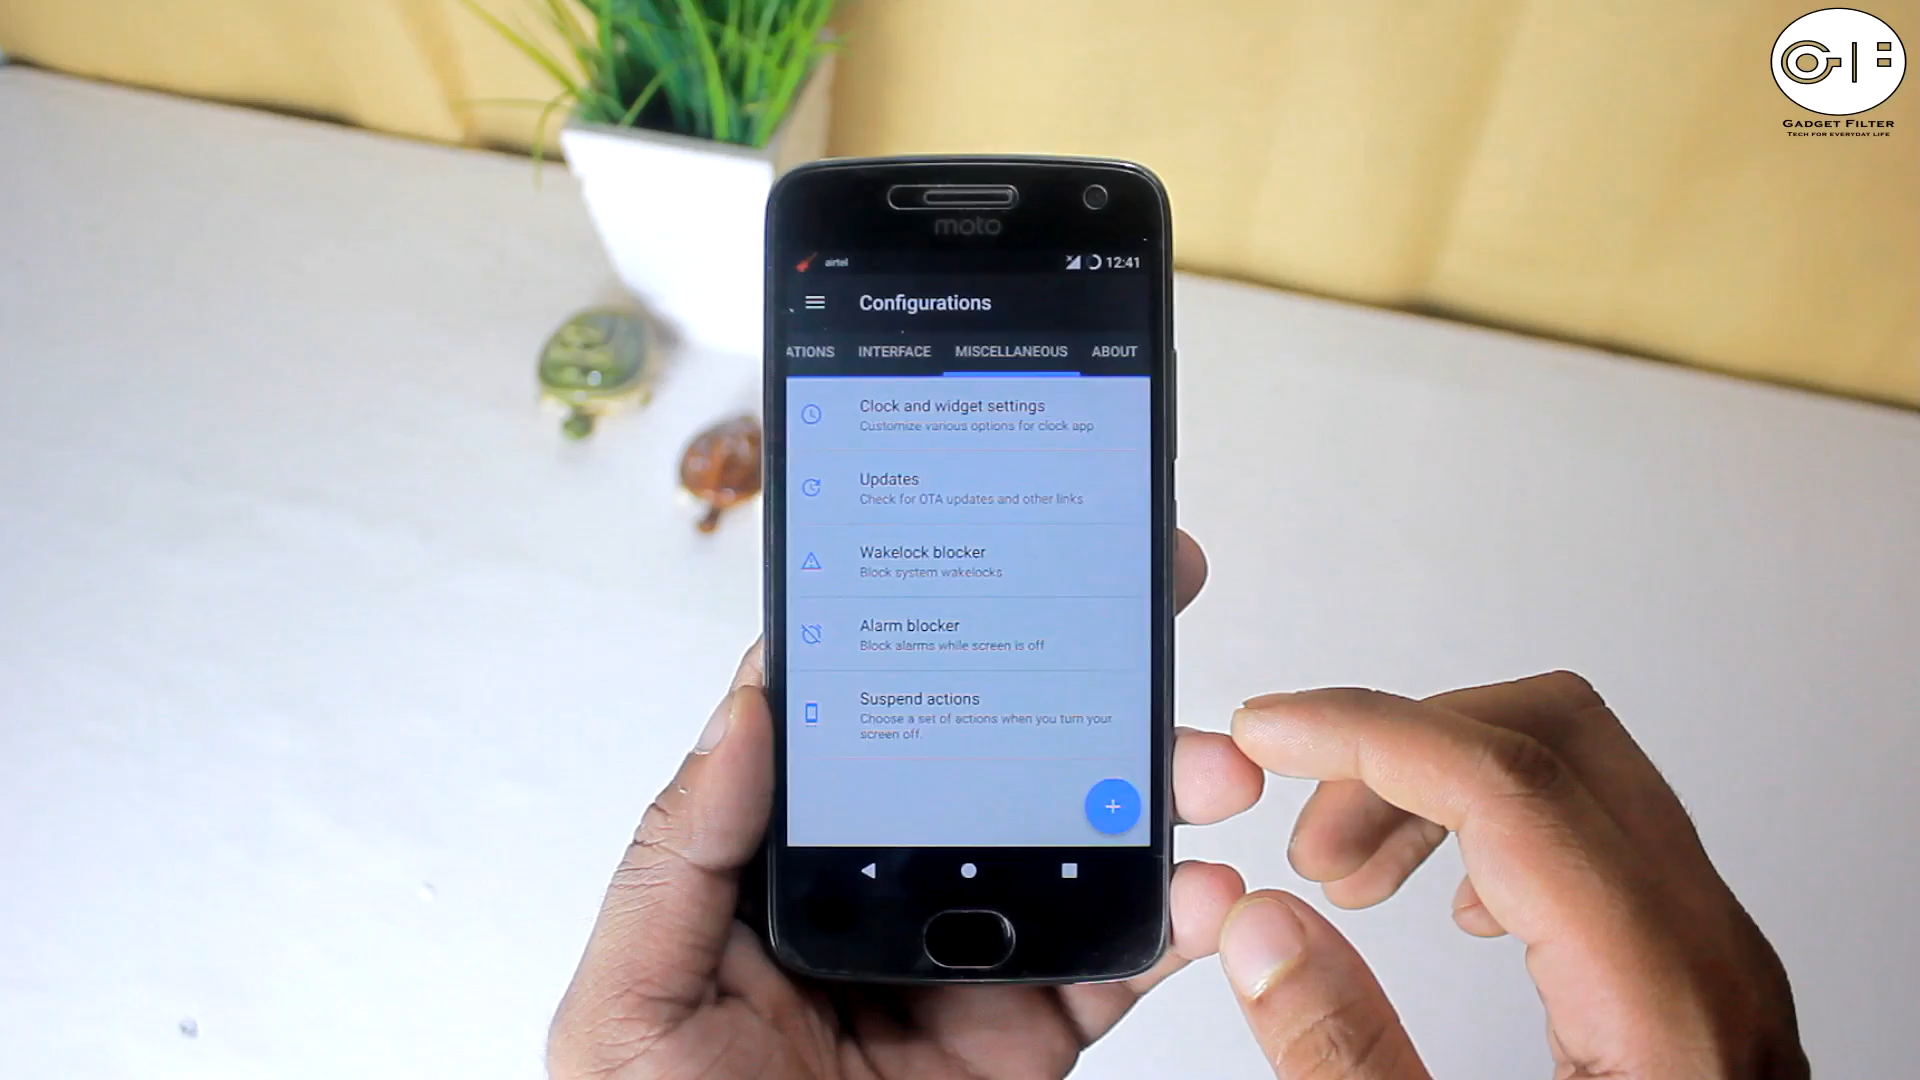 GADGET FILTER
TECH FOR EVERYDAY LIFE
moto
airtel
12:41
Configurations
ATIONS INTERFACE MISCELLANEOUS ABOUT
Clock and widget settings
Customize various options for clock app
Updates
Check for OTA updates and other links
Wakelock blocker
Block system wakelocks
Alarm blocker
Block alarms while screen is off
Suspend actions
Choose a set of actions when you turn your
screen off.